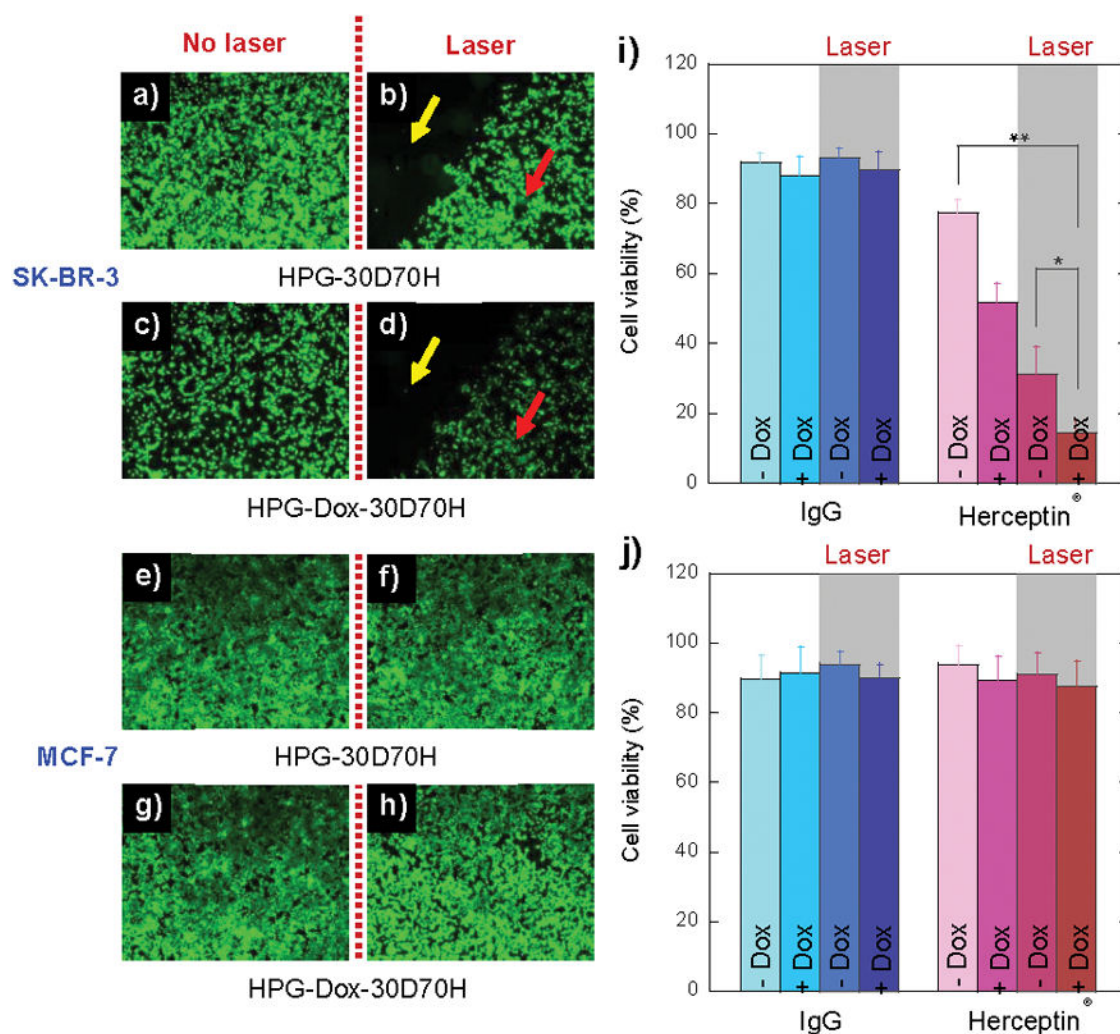 No laser
Laser
a)
b)
SK-BR-3
HPG-30D70H
c)
d)
HPG-Dox-30D70H
e)
f)
MCF-7
HPG-30D70H
g)
h)
HPG-Dox-30D70H
i)
Laser
Laser
120
100
80
60
40
20
0
Cell viability (%)
**
*
- Dox
+ Dox
- Dox
+ Dox
- Dox
+ Dox
- Dox
+ Dox
IgG
Herceptin®
j)
Laser
Laser
120
100
80
60
40
20
0
Cell viability (%)
- Dox
+ Dox
- Dox
+ Dox
- Dox
+ Dox
- Dox
+ Dox
IgG
Herceptin®